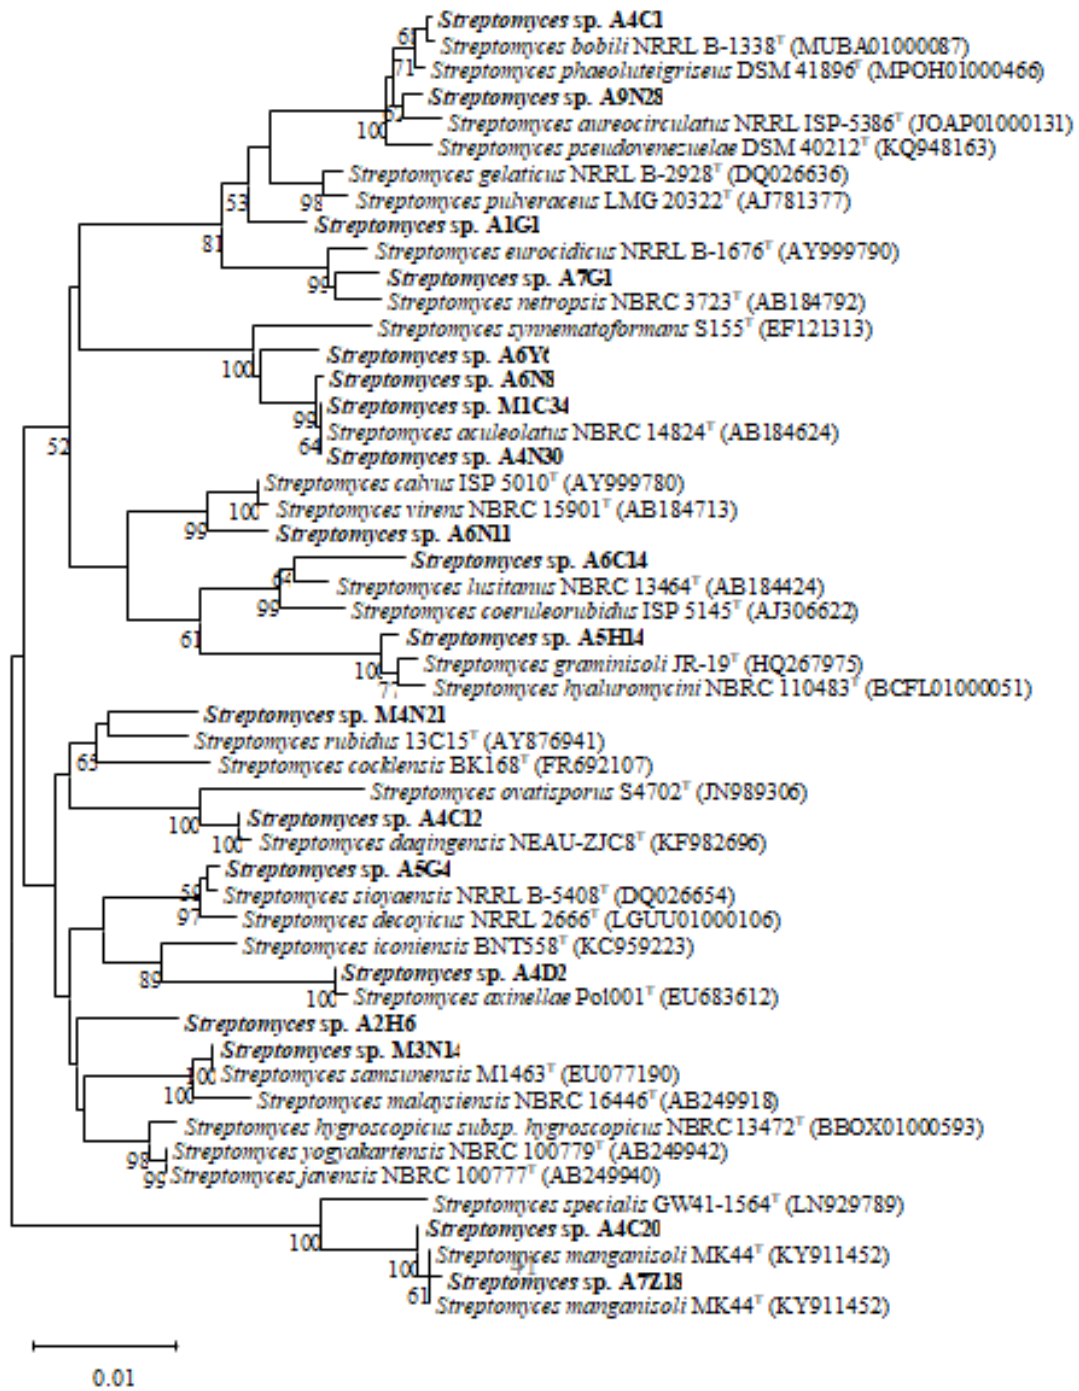 Streptomyces sp. A4C1
68
Streptomyces bobili NRRL B-1338T (MUBA01000087)
71
Streptomyces phaeoluteigriseus DSM 41896T (MPOH01000466)
Streptomyces sp. A9N28
Streptomyces aureocirculatus NRRL ISP-5386T (JOAP01000131)
100
Streptomyces pseudovenezuelae DSM 40212T (KQ948163)
Streptomyces gelaticus NRRL B-2928T (DQ026636)
53
98
Streptomyces pulveraceus LMG 20322T (AJ781377)
Streptomyces sp. A1G1
81
Streptomyces eurocidicus NRRL B-1676T (AY999790)
Streptomyces sp. A7G1
99
Streptomyces netropsis NBRC 3723T (AB184792)
Streptomyces synnematoformans S155T (EF121313)
Streptomyces sp. A6Y6
100
Streptomyces sp. A6N8
Streptomyces sp. M1C34
99
Streptomyces aculeolatus NBRC 14824T (AB184624)
52
64
Streptomyces sp. A4N30
Streptomyces calvus ISP 5010T (AY999780)
100
Streptomyces virens NBRC 15901T (AB184713)
99
Streptomyces sp. A6N11
Streptomyces sp. A6C14
64
Streptomyces lusitanus NBRC 13464T (AB184424)
99
Streptomyces coeruleorubidus ISP 5145T (AJ306622)
61
Streptomyces sp. A5H14
100
Streptomyces graminisoli JR-19T (HQ267975)
77
Streptomyces hyaluromycini NBRC 110483T (BCFL01000051)
Streptomyces sp. M4N21
Streptomyces rubidus 13C15T (AY876941)
65
Streptomyces cocklensis BK168T (FR692107)
Streptomyces ovatisporus S4702T (JN989306)
100
Streptomyces sp. A4C12
100
Streptomyces daqingensis NEAU-ZJC8T (KF982696)
Streptomyces sp. A5G4
Streptomyces sioyaensis NRRL B-5408T (DQ026654)
97
Streptomyces decoyicus NRRL 2666T (LGUU01000106)
Streptomyces iconiensis BNT558T (KC959223)
89
Streptomyces sp. A4D2
100
Streptomyces axinellae Pol001T (EU683612)
Streptomyces sp. A2H6
Streptomyces sp. M3N14
100
Streptomyces samsunensis M1463T (EU077190)
100
Streptomyces malaysiensis NBRC 16446T (AB249918)
Streptomyces hygroscopicus subsp. hygroscopicus NBRC 13472T (BBOX01000593)
98
Streptomyces yogyakartensis NBRC 100779T (AB249942)
99
Streptomyces javensis NBRC 100777T (AB249940)
Streptomyces specialis GW41-1564T (LN929789)
100
Streptomyces sp. A4C20
Streptomyces manganisoli MK44T (KY911452)
100
41
Streptomyces sp. A7Z18
61
Streptomyces manganisoli MK44T (KY911452)
0.01